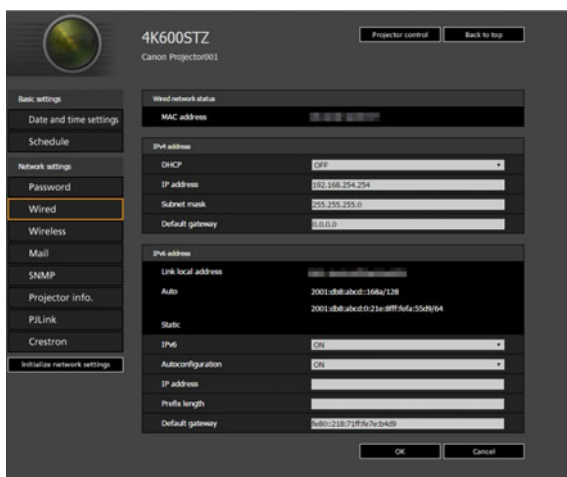 4K600STZ
Projector control
Back to top
Canon Projector001
Basic settings
Date and time settings
Schedule
Network settings
Password
Wired
Wireless
Mail
SNMP
Projector info.
PJLink
Crestron
Initialize network settings
Wired network status
MAC address
IPv4 address
DHCP OFF
IP address 192.168.254.254
Subnet mask 255.255.255.0
Default gateway 0.0.0.0
IPv6 address
Link local address
Auto 2001:db8:abcd::168a/128
2001:db8:abcd:0:21e:8fff:fefa:55d9/64
Static
IPv6 ON
Autoconfiguration ON
IP address
Prefix length
Default gateway fe80::218:71ff:fe7e:b4d9
OK
Cancel